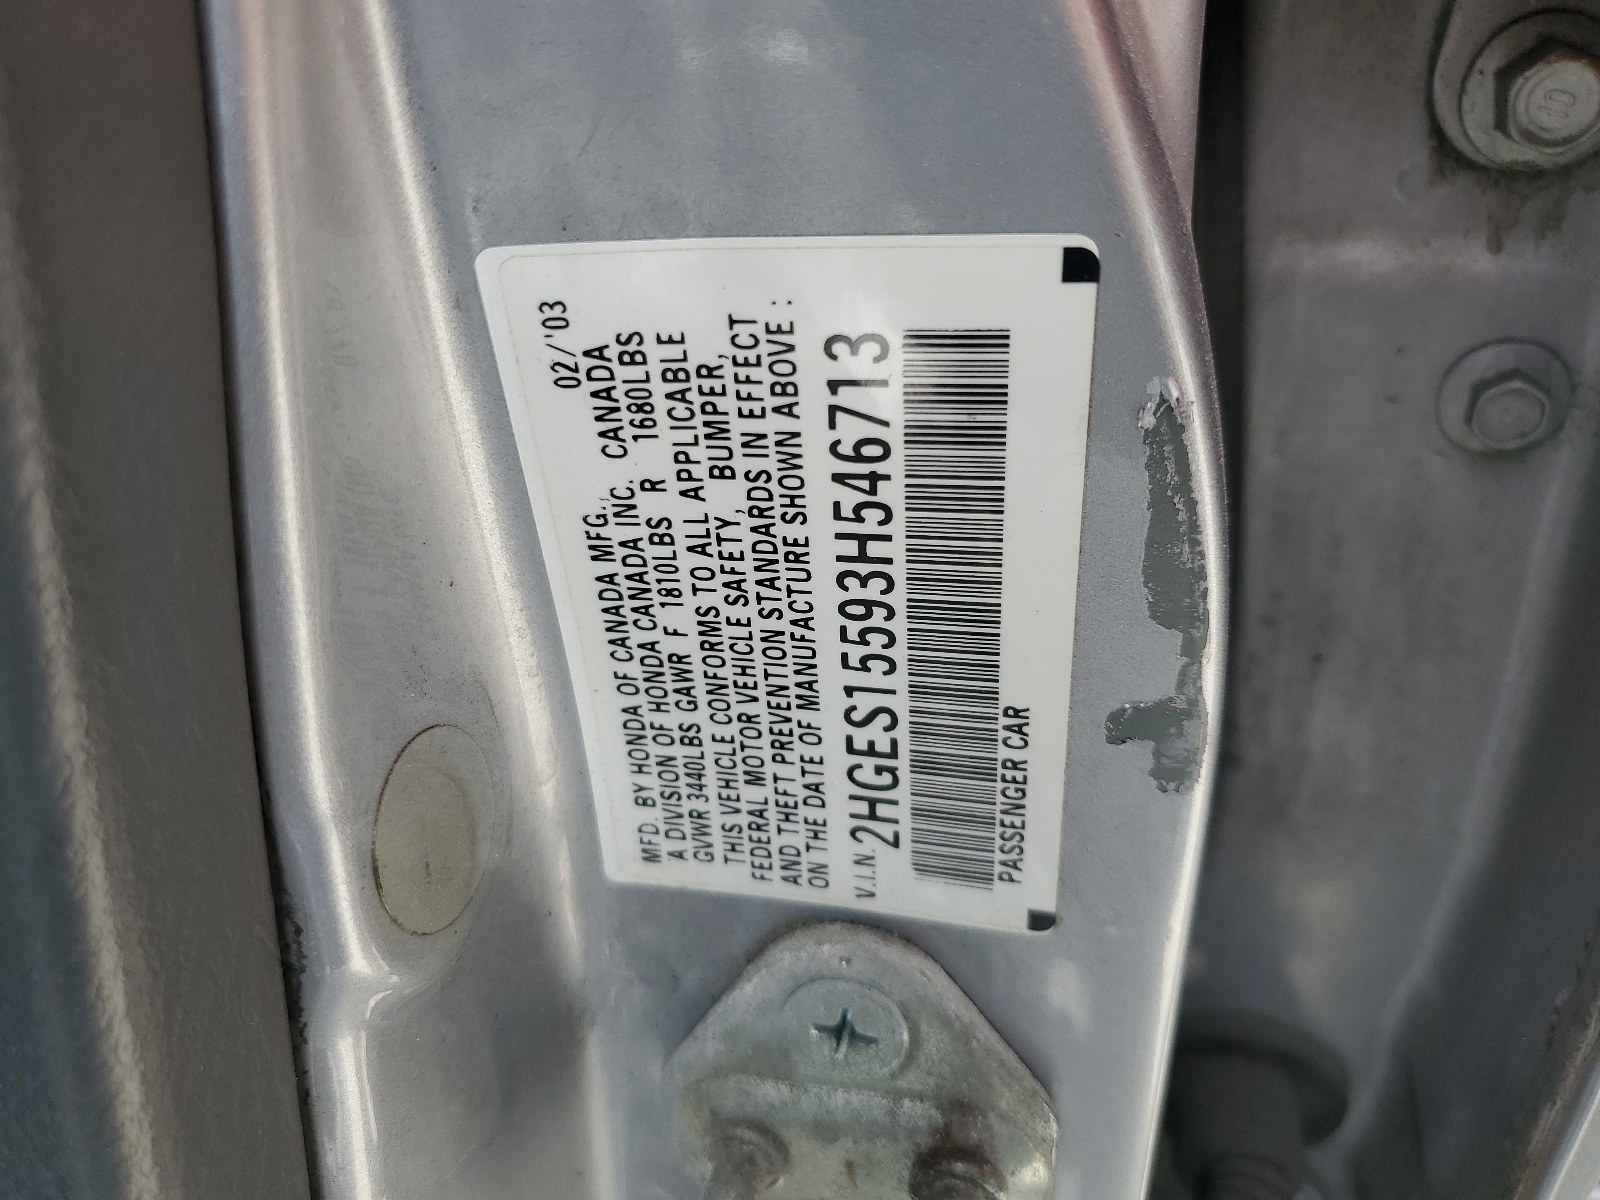 02/'03
MFD. BY HONDA OF CANADA MFG., CANADA
A DIVISION OF HONDA CANADA INC.
GVWR 3440LBS GAWR F 1810LBS R 1680LBS
THIS VEHICLE CONFORMS TO ALL APPLICABLE
FEDERAL MOTOR VEHICLE SAFETY, BUMPER,
AND THEFT PREVENTION STANDARDS IN EFFECT
ON THE DATE OF MANUFACTURE SHOWN ABOVE :
V.I.N. 2HGES15593H546713
PASSENGER CAR